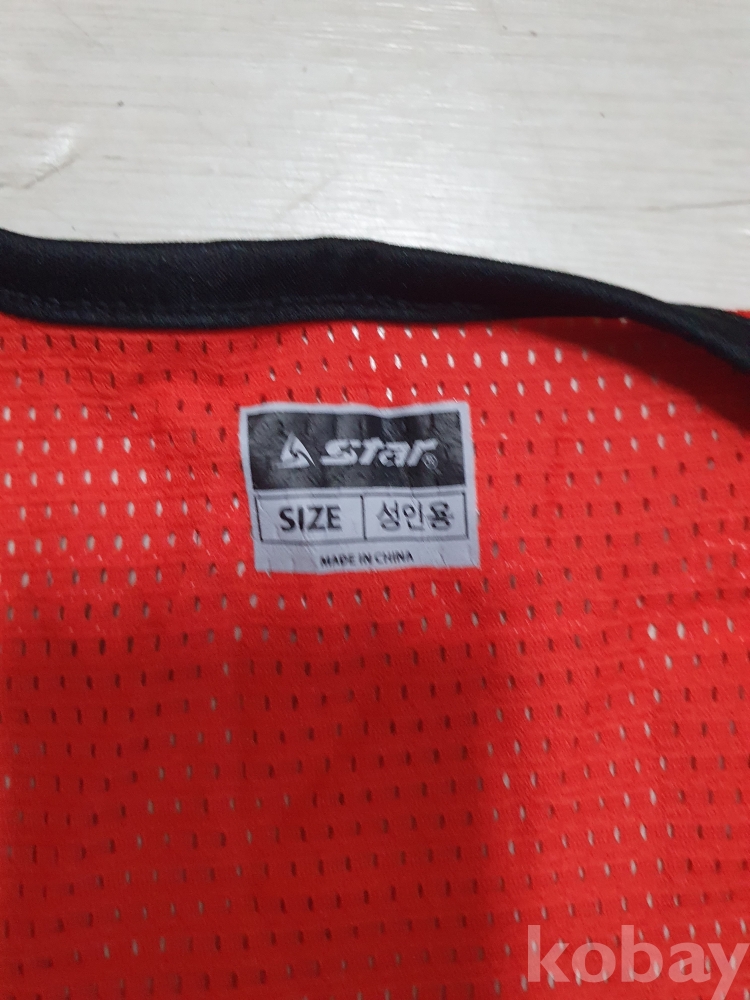 star®
SIZE 성인용
MADE IN CHINA
kobay